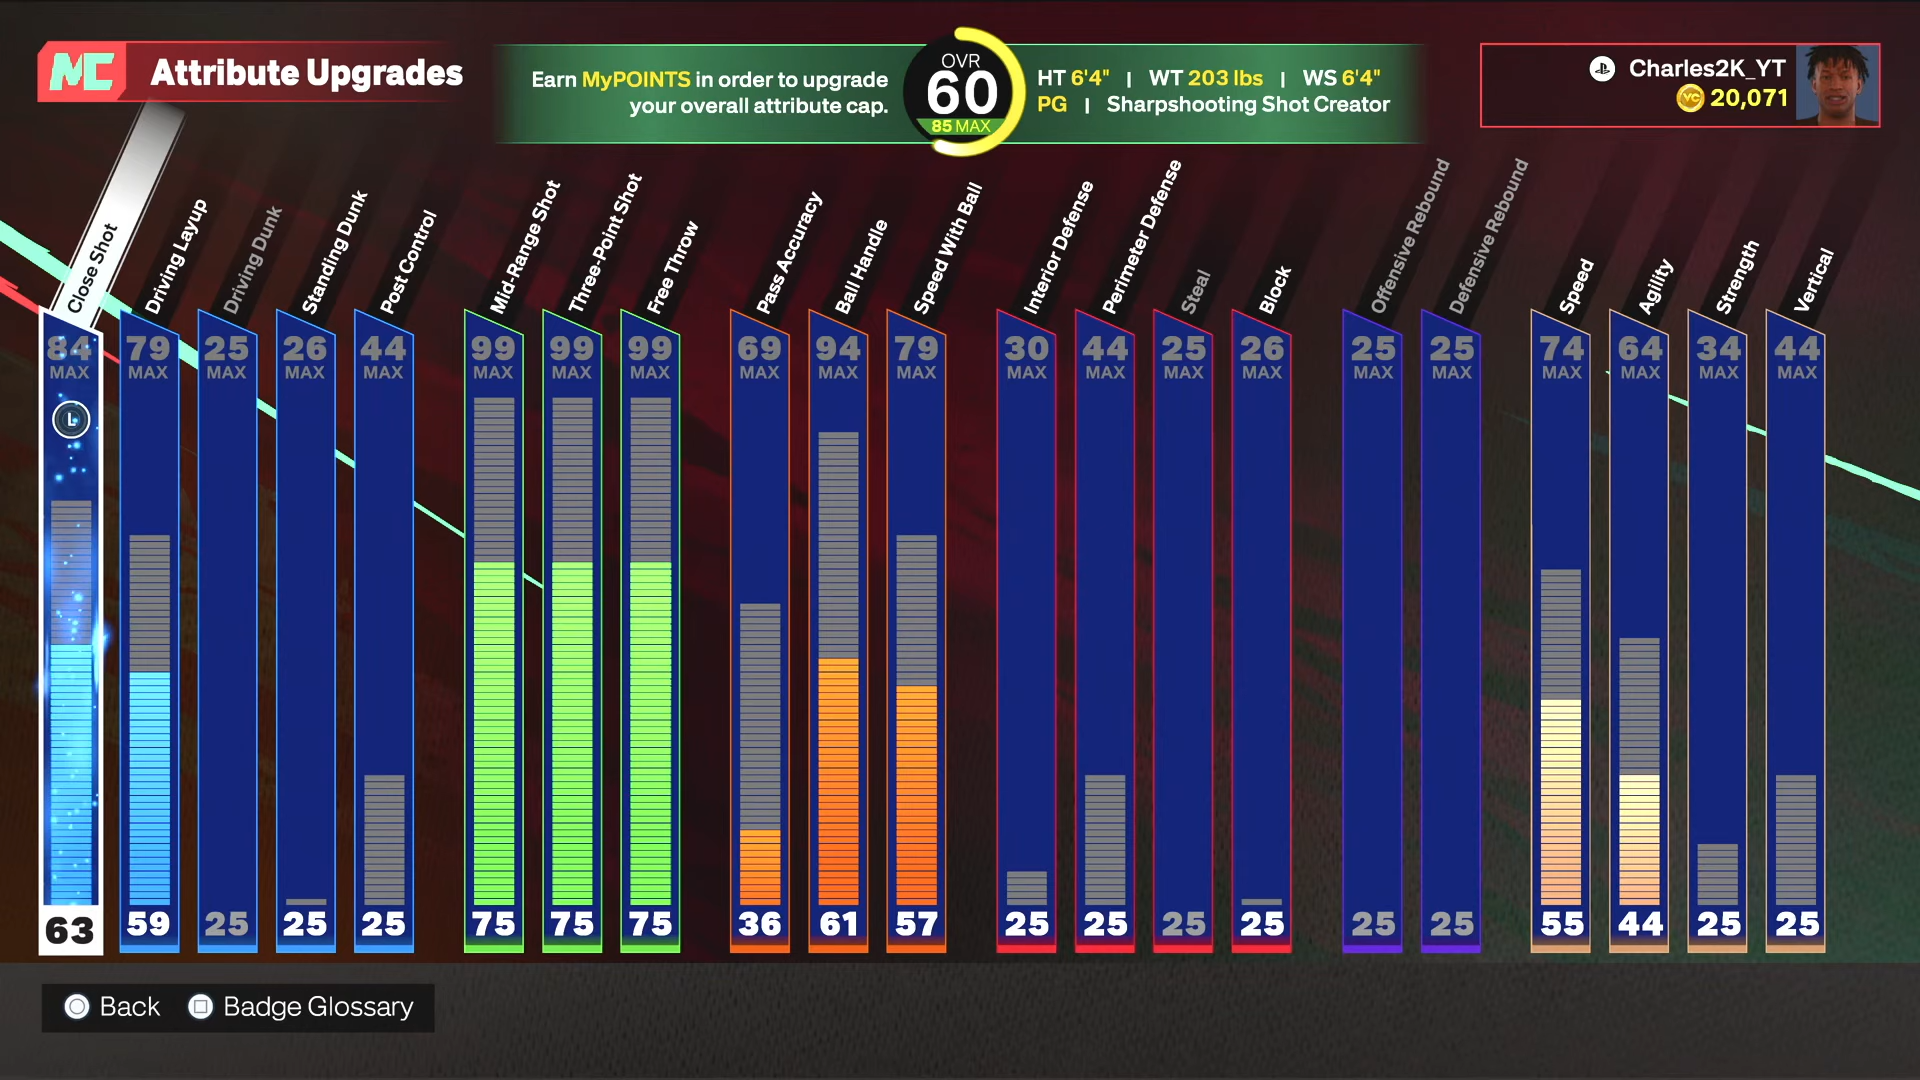 MC Attribute Upgrades
Earn MyPOINTS in order to upgrade
your overall attribute cap.
OVR
60
85 MAX
HT 6'4" | WT 203 lbs | WS 6'4"
PG | Sharpshooting Shot Creator
Charles2K_YT
VC 20,071
Close Shot
Driving Layup
Driving Dunk
Standing Dunk
Post Control
Mid-Range Shot
Three-Point Shot
Free Throw
Pass Accuracy
Ball Handle
Speed With Ball
Interior Defense
Perimeter Defense
Steal
Block
Offensive Rebound
Defensive Rebound
Speed
Agility
Strength
Vertical
84 79 25 26 44 99 99 99 69 94 79 30 44 25 26 25 25 74 64 34 44
MAX MAX MAX MAX MAX MAX MAX MAX MAX MAX MAX MAX MAX MAX MAX MAX MAX MAX MAX MAX MAX
L
63 59 25 25 25 75 75 75 36 61 57 25 25 25 25 25 25 55 44 25 25
Back Badge Glossary